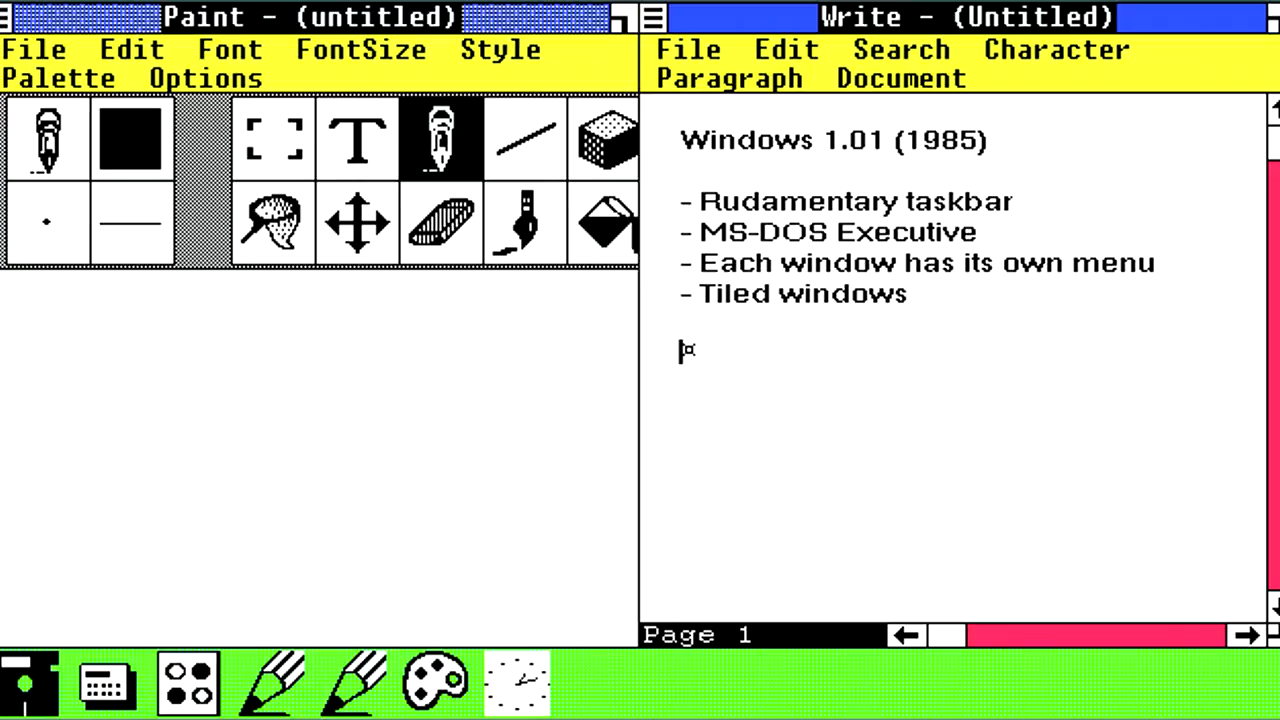 Paint - (untitled)
File Edit Font FontSize Style
Palette Options
T
Write - (Untitled)
File Edit Search Character
Paragraph Document
Windows 1.01 (1985)
- Rudamentary taskbar
- MS-DOS Executive
- Each window has its own menu
- Tiled windows
Page 1